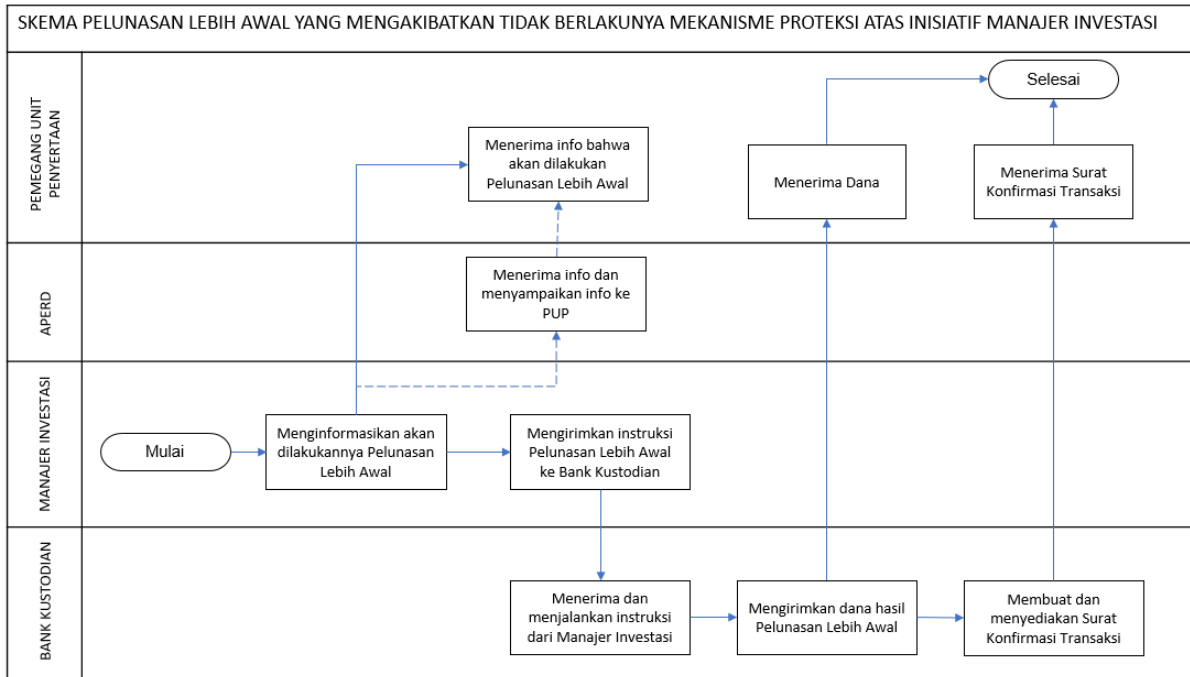 SKEMA PELUNASAN LEBIH AWAL YANG MENGAKIBATKAN TIDAK BERLAKUNYA MEKANISME PROTEKSI ATAS INISIATIF MANAJER INVESTASI
PEMEGANG UNIT
PENYERTAAN
Selesai
Menerima info bahwa
akan dilakukan
Pelunasan Lebih Awal
Menerima Dana
Menerima Surat
Konfirmasi Transaksi
APERD
Menerima info dan
menyampaikan info ke
PUP
MANAJER INVESTASI
Mulai
Menginformasikan akan
dilakukannya Pelunasan
Lebih Awal
Mengirimkan instruksi
Pelunasan Lebih Awal
ke Bank Kustodian
BANK KUSTODIAN
Menerima dan
menjalankan instruksi
dari Manajer Investasi
Mengirimkan dana hasil
Pelunasan Lebih Awal
Membuat dan
menyediakan Surat
Konfirmasi Transaksi